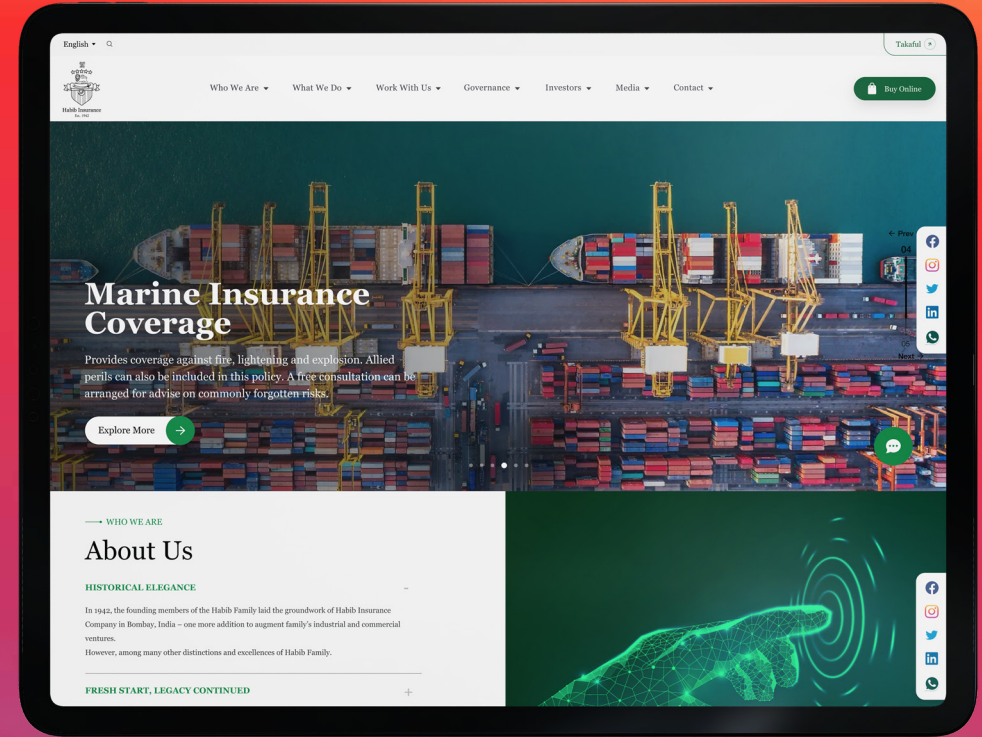 English
Takaful
Habib Insurance
Est. 1942
Who We Are
What We Do
Work With Us
Governance
Investors
Media
Contact
Buy Online
← Prev
04
Marine Insurance
Coverage
Provides coverage against fire, lightening and explosion. Allied
perils can also be included in this policy. A free consultation can be
arranged for advise on commonly forgotten risks.
Explore More
Next →
WHO WE ARE
About Us
HISTORICAL ELEGANCE
In 1942, the founding members of the Habib Family laid the groundwork of Habib Insurance
Company in Bombay, India – one more addition to augment family's industrial and commercial
ventures.
However, among many other distinctions and excellences of Habib Family.
FRESH START, LEGACY CONTINUED